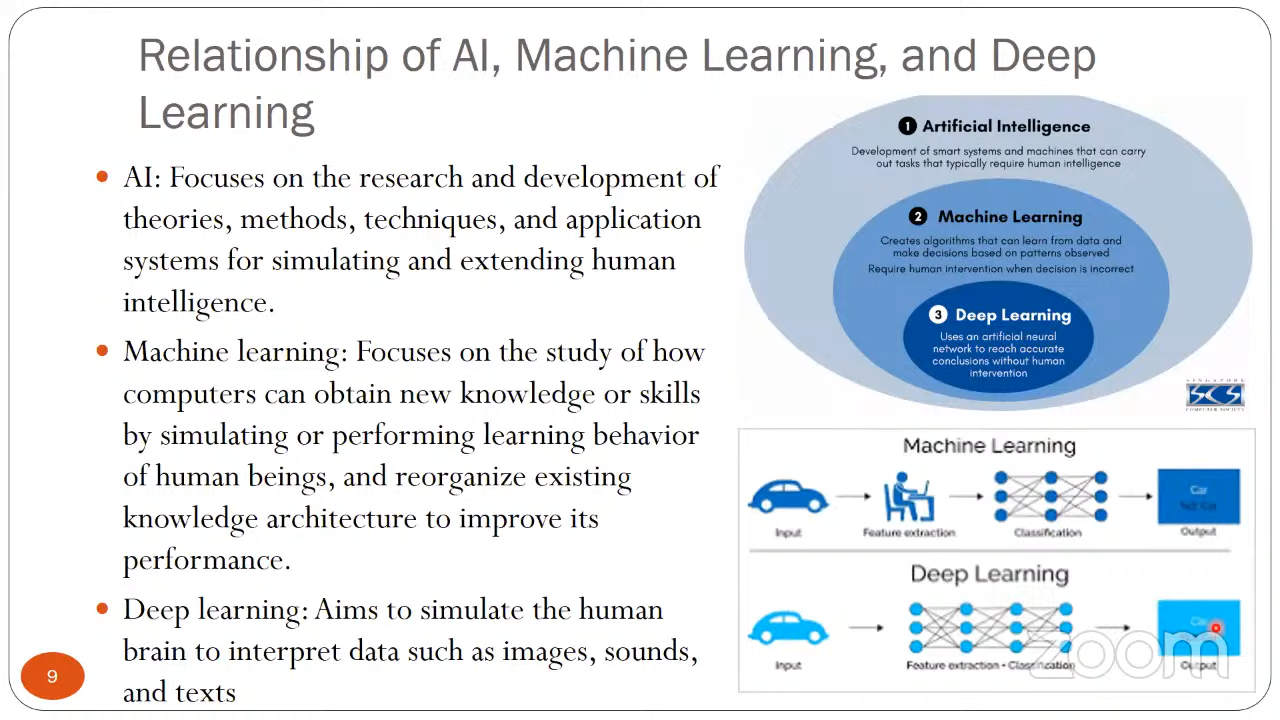 Relationship of AI, Machine Learning, and Deep
Learning
• AI: Focuses on the research and development of
theories, methods, techniques, and application
systems for simulating and extending human
intelligence.
• Machine learning: Focuses on the study of how
computers can obtain new knowledge or skills
by simulating or performing learning behavior
of human beings, and reorganize existing
knowledge architecture to improve its
performance.
• Deep learning: Aims to simulate the human
brain to interpret data such as images, sounds,
and texts
9
1 Artificial Intelligence
Development of smart systems and machines that can carry
out tasks that typically require human intelligence
2 Machine Learning
Creates algorithms that can learn from data and
make decisions based on patterns observed
Require human intervention when decision is incorrect
3 Deep Learning
Uses an artificial neural
network to reach accurate
conclusions without human
intervention
SINGAPORE
SCS
COMPUTER SOCIETY
Machine Learning
Car
Not Car
Input
Feature extraction
Classification
Output
Deep Learning
Input
Feature extraction + Classification
Output
zoom